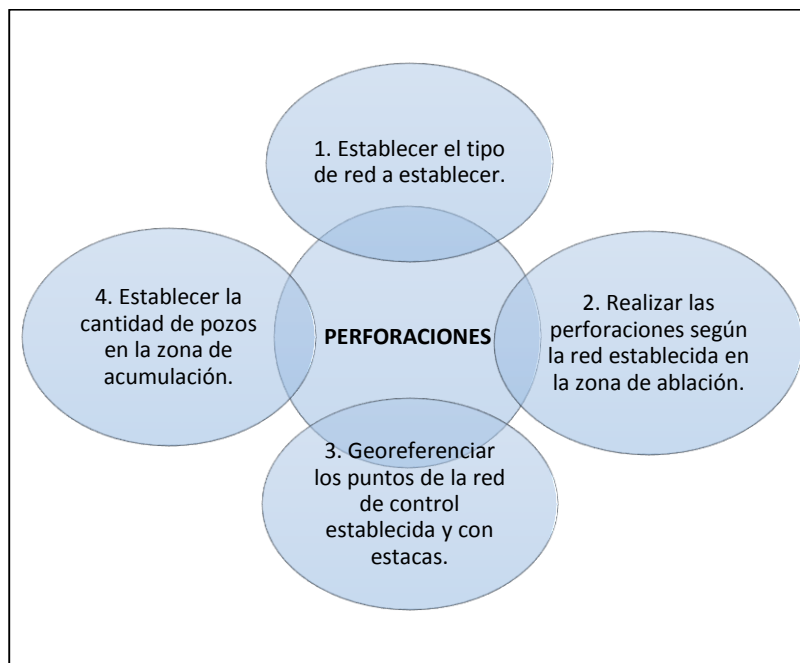 1. Establecer el tipo
de red a establecer.
PERFORACIONES
2. Realizar las
perforaciones según
la red establecida en
la zona de ablación.
3. Georeferenciar
los puntos de la red
de control
establecida y con
estacas.
4. Establecer la
cantidad de pozos
en la zona de
acumulación.